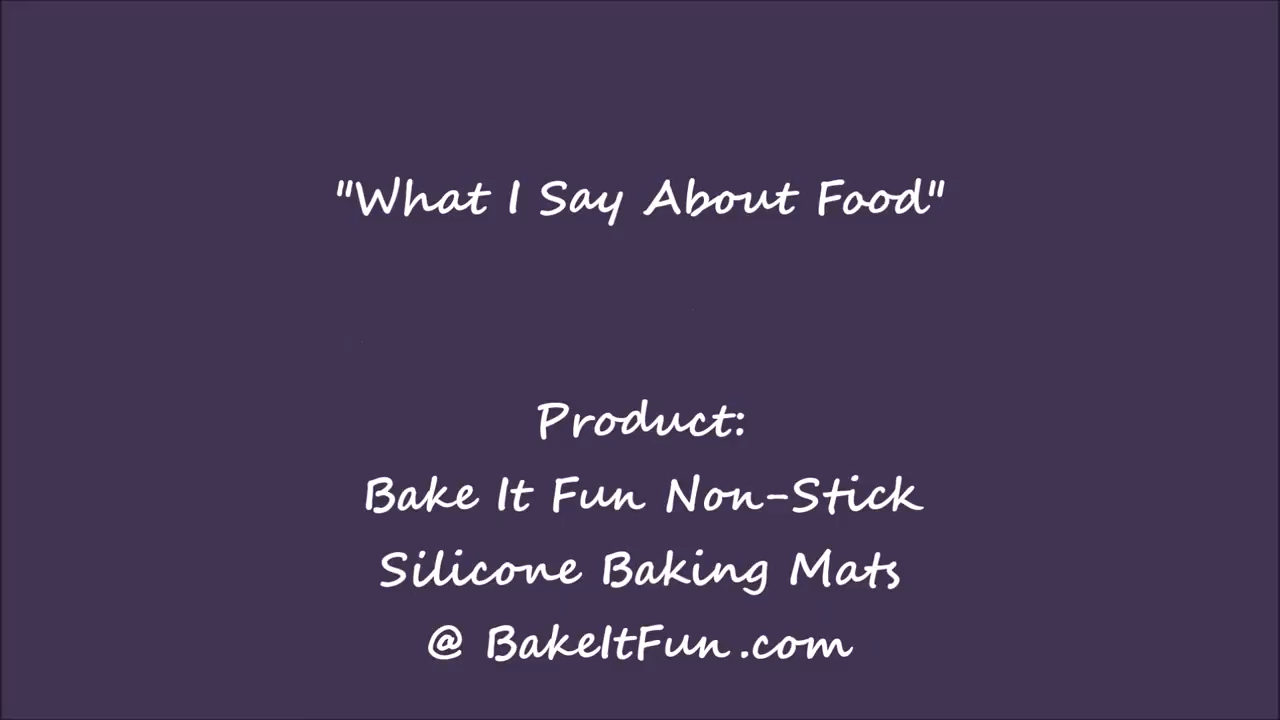 "What I Say About Food"
Product:
Bake It Fun Non-Stick
Silicone Baking Mats
@ BakeItFun.com